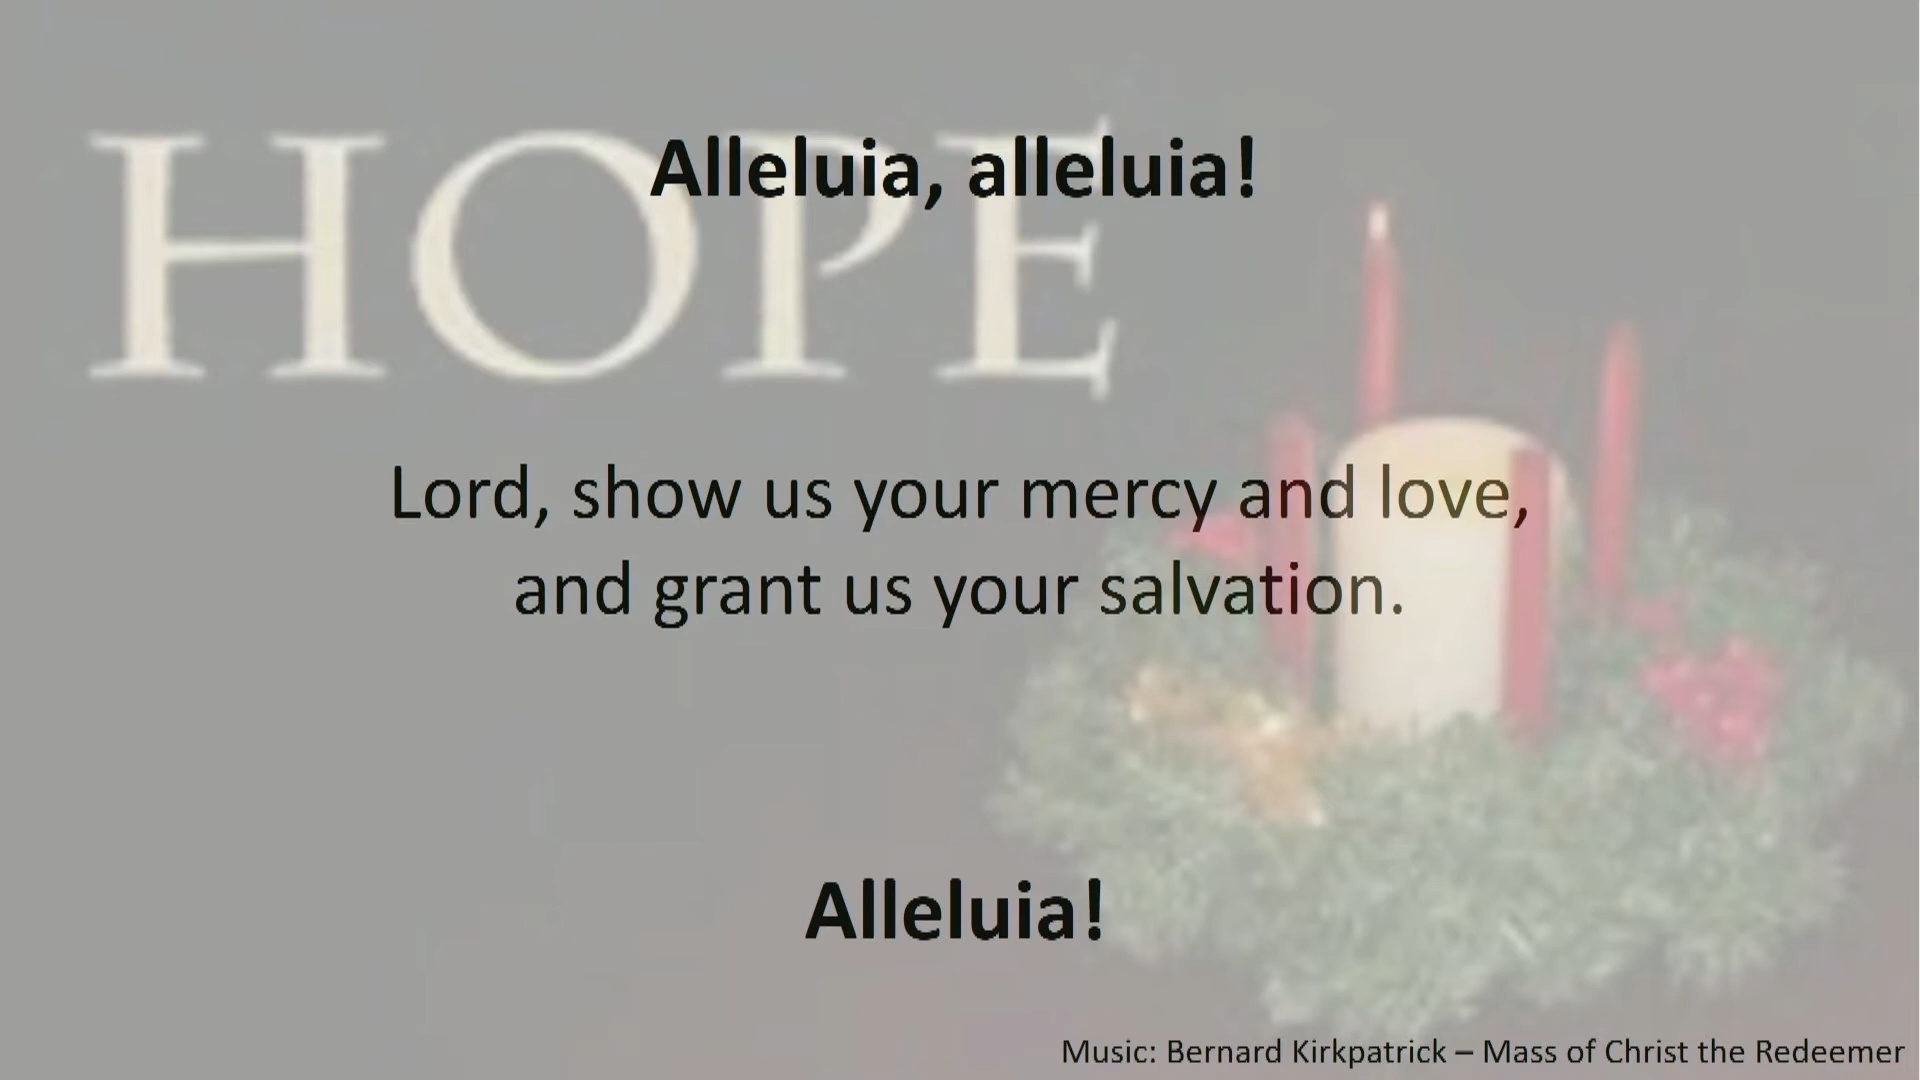 HOPE
Alleluia, alleluia!
Lord, show us your mercy and love,
and grant us your salvation.
Alleluia!
Music: Bernard Kirkpatrick – Mass of Christ the Redeemer